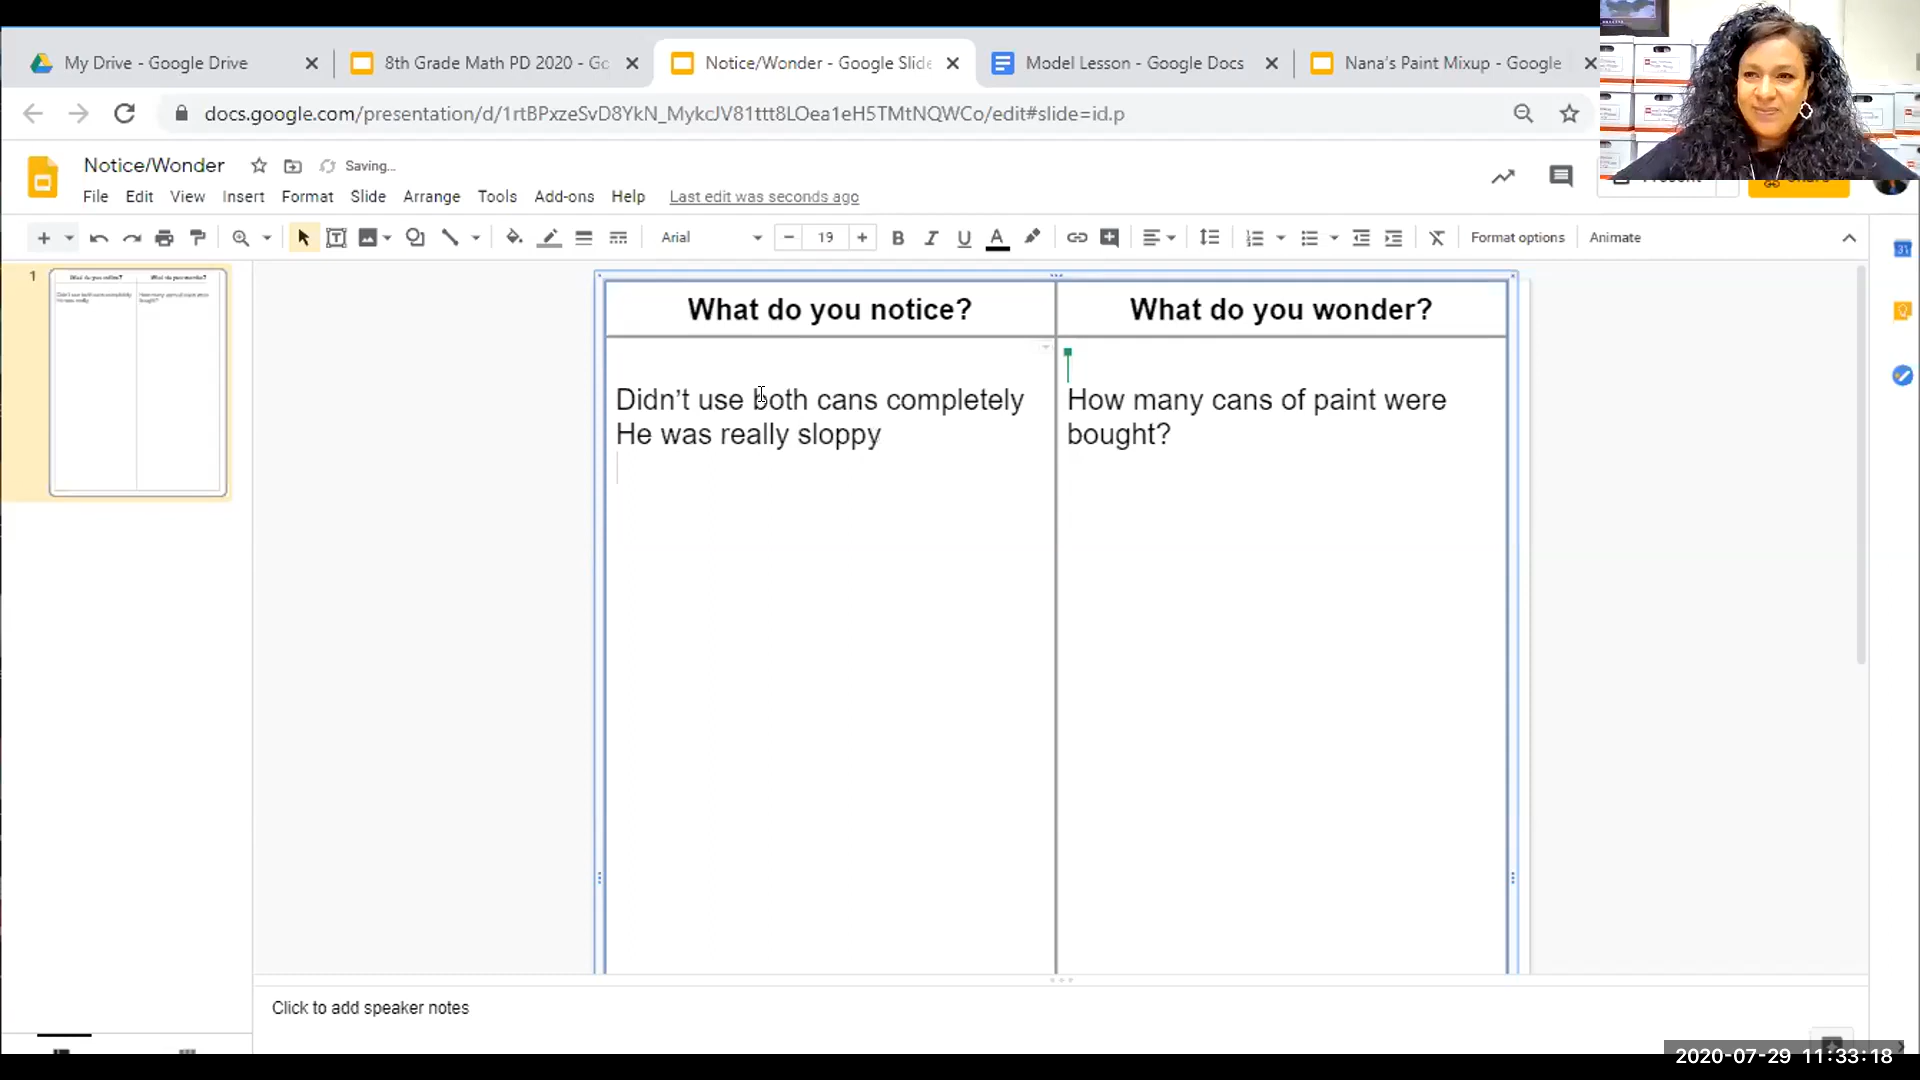 My Drive - Google Drive
8th Grade Math PD 2020 - Go
Notice/Wonder - Google Slide
Model Lesson - Google Docs
Nana's Paint Mixup - Google
docs.google.com/presentation/d/1rtBPxzeSvD8YkN_MykcJV81ttt8LOea1eH5TMtNQWCo/edit#slide=id.p
Notice/Wonder
Saving...
File Edit View Insert Format Slide Arrange Tools Add-ons Help Last edit was seconds ago
Arial 19 Format options Animate
31
1
What do you notice?
What do you wonder?
Didn't use both cans completely
He was really sloppy
How many cans of paint were
bought?
Click to add speaker notes
2020-07-29 11:33:18